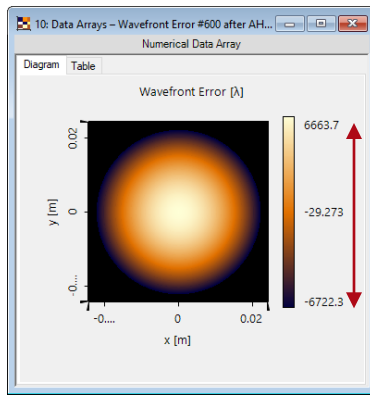 10: Data Arrays – Wavefront Error #600 after AH...
Numerical Data Array
Diagram Table
Wavefront Error [λ]
0.02
0
-0....
y [m]
-0.... 0 0.02
x [m]
6663.7
-29.273
-6722.3